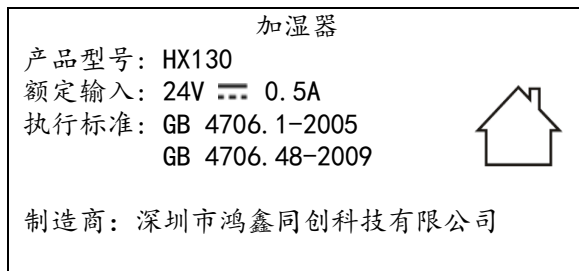 加湿器
产品型号: HX130
额定输入: 24V ⎓ 0.5A
执行标准: GB 4706.1-2005
GB 4706.48-2009
制造商: 深圳市鸿鑫同创科技有限公司